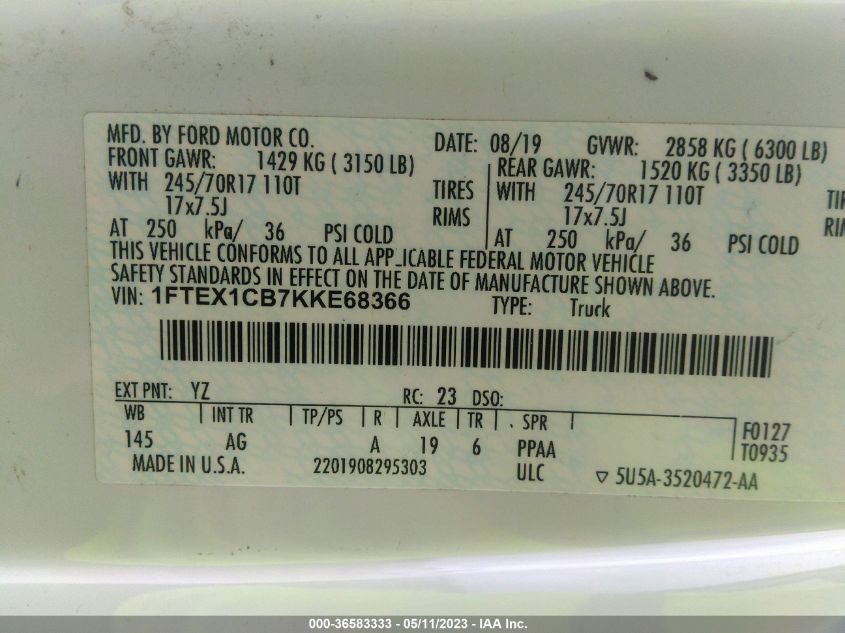 MFD. BY FORD MOTOR CO. DATE: 08/19 GVWR: 2858 KG ( 6300 LB)
FRONT GAWR: 1429 KG ( 3150 LB) REAR GAWR: 1520 KG ( 3350 LB)
WITH 245/70R17 110T TIRES WITH 245/70R17 110T
17x7.5J RIMS 17x7.5J
AT 250 kPa/ 36 PSI COLD AT 250 kPa/ 36 PSI COLD
THIS VEHICLE CONFORMS TO ALL APPLICABLE FEDERAL MOTOR VEHICLE
SAFETY STANDARDS IN EFFECT ON THE DATE OF MANUFACTURE SHOWN ABOVE.
VIN: 1FTEX1CB7KKE68366 TYPE: Truck
EXT PNT: YZ RC: 23 DSO:
WB INT TR TP/PS R AXLE TR SPR F0127
145 AG A 19 6 PPAA T0935
MADE IN U.S.A. 2201908295303 ULC ▽ 5U5A-3520472-AA
000-36583333 - 05/11/2023 - IAA Inc.